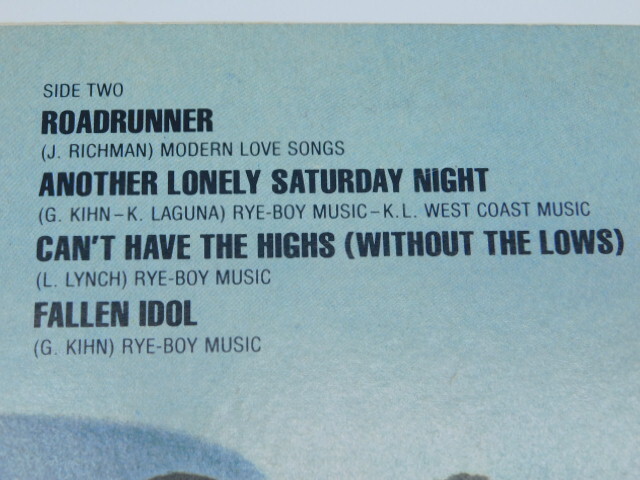 SIDE TWO
ROADRUNNER
(J. RICHMAN) MODERN LOVE SONGS
ANOTHER LONELY SATURDAY NIGHT
(G. KIHN–K. LAGUNA) RYE-BOY MUSIC–K.L. WEST COAST MUSIC
CAN'T HAVE THE HIGHS (WITHOUT THE LOWS)
(L. LYNCH) RYE-BOY MUSIC
FALLEN IDOL
(G. KIHN) RYE-BOY MUSIC